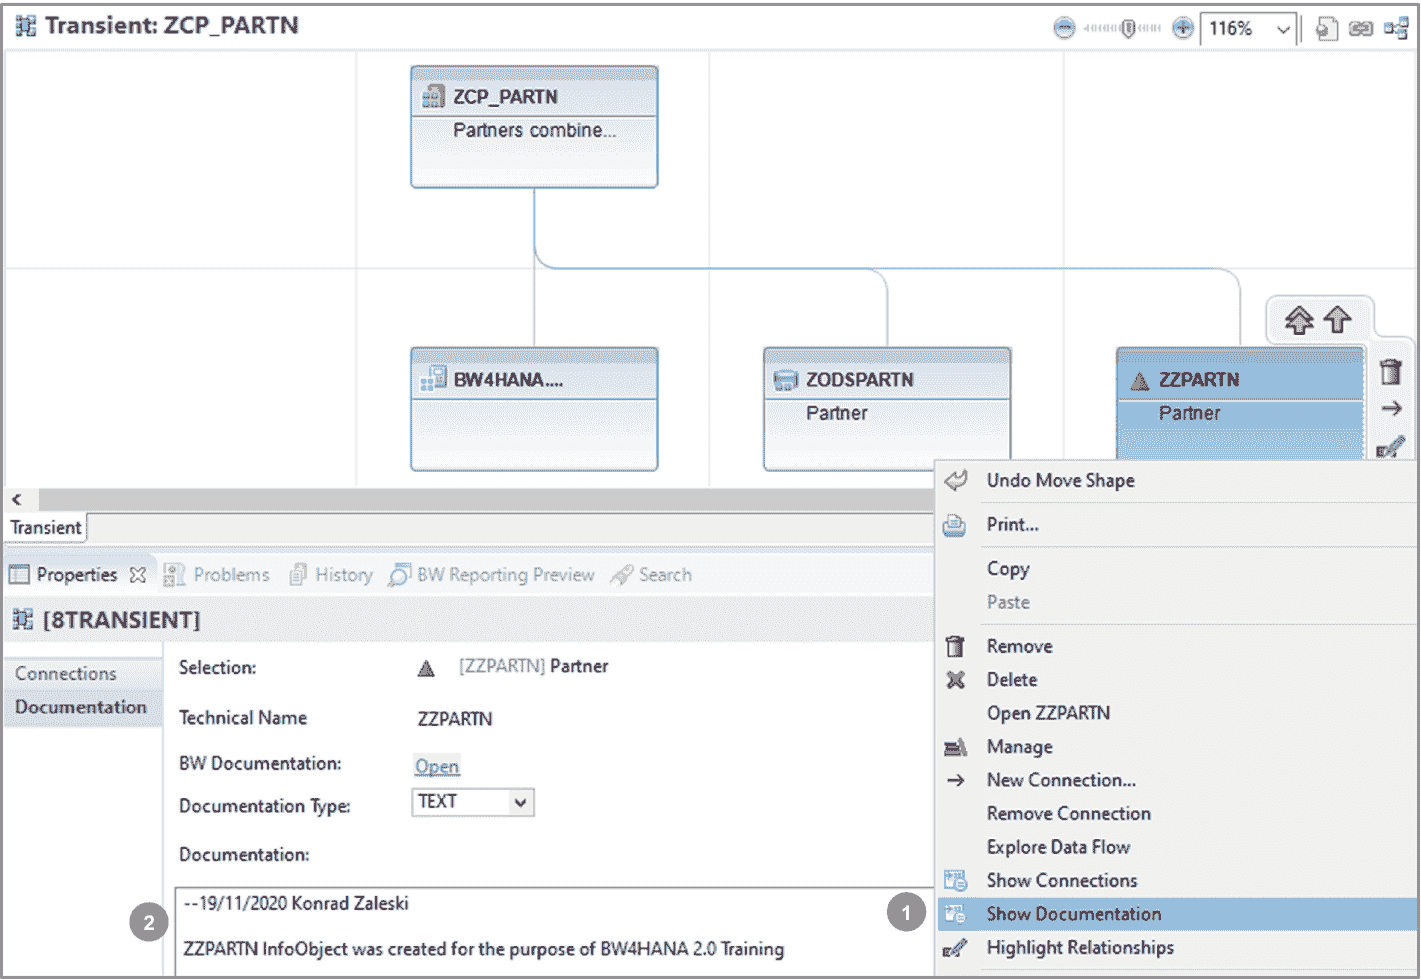 Transient: ZCP_PARTN
116%
ZCP_PARTN
Partners combine...
BW4HANA....
ZODSPARTN
Partner
ZZPARTN
Partner
Transient
Properties
Problems
History
BW Reporting Preview
Search
[8TRANSIENT]
Connections
Documentation
Selection:
[ZZPARTN] Partner
Technical Name
ZZPARTN
BW Documentation:
Open
Documentation Type:
TEXT
Documentation:
2
--19/11/2020 Konrad Zaleski
ZZPARTN InfoObject was created for the purpose of BW4HANA 2.0 Training
Undo Move Shape
Print...
Copy
Paste
Remove
Delete
Open ZZPARTN
Manage
New Connection...
Remove Connection
Explore Data Flow
Show Connections
1
Show Documentation
Highlight Relationships